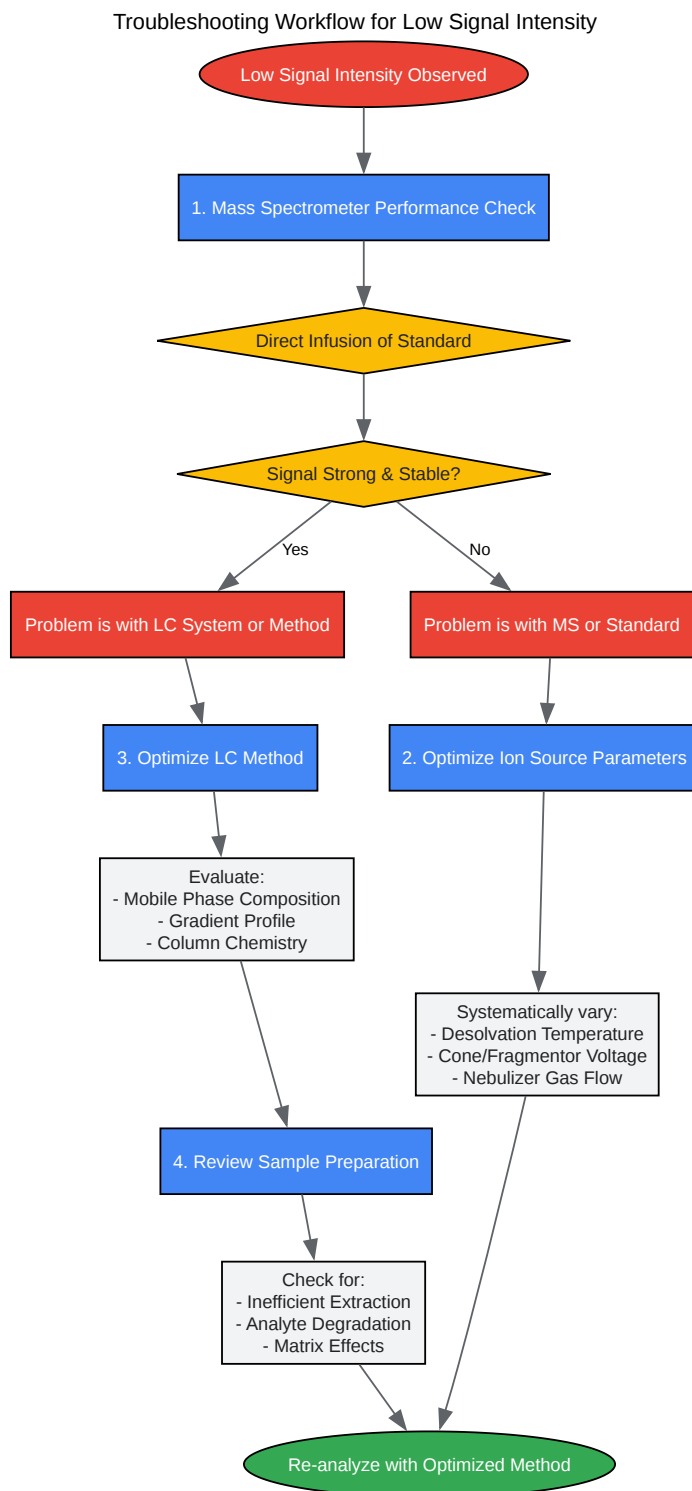 Troubleshooting Workflow for Low Signal Intensity
Low Signal Intensity Observed
1. Mass Spectrometer Performance Check
Direct Infusion of Standard
Signal Strong & Stable?
Yes
No
Problem is with LC System or Method
Problem is with MS or Standard
3. Optimize LC Method
2. Optimize Ion Source Parameters
Evaluate:
- Mobile Phase Composition
- Gradient Profile
- Column Chemistry
Systematically vary:
- Desolvation Temperature
- Cone/Fragmentor Voltage
- Nebulizer Gas Flow
4. Review Sample Preparation
Check for:
- Inefficient Extraction
- Analyte Degradation
- Matrix Effects
Re-analyze with Optimized Method